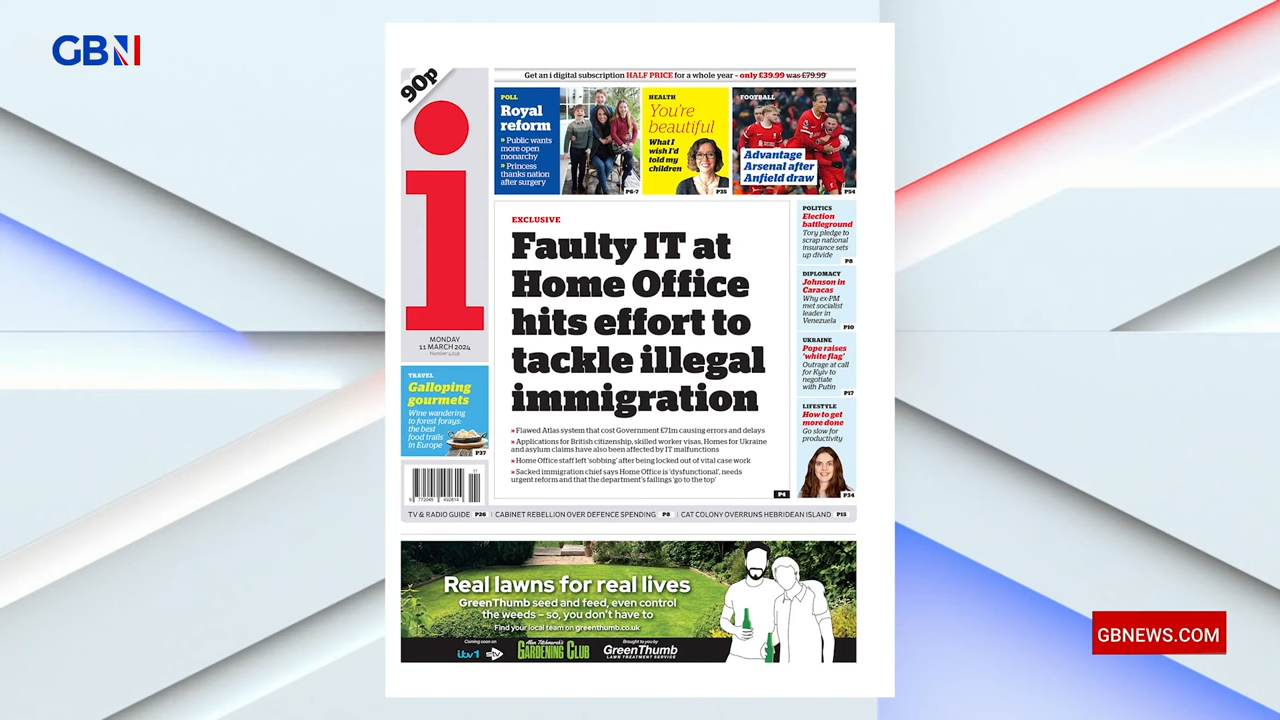 GBN
90p
i
MONDAY
11 MARCH 2024
Get an i digital subscription HALF PRICE for a whole year – only £39.99 was £79.99
POLL
Royal
reform
» Public wants
more open
monarchy
» Princess
thanks nation
after surgery
P6-7
HEALTH
You're
beautiful
What I
wish I'd
told my
children
P35
FOOTBALL
Advantage
Arsenal after
Anfield draw
P54
EXCLUSIVE
Faulty IT at
Home Office
hits effort to
tackle illegal
immigration
» Flawed Atlas system that cost Government £71m causing errors and delays
» Applications for British citizenship, skilled worker visas, Homes for Ukraine
and asylum claims have also been affected by IT malfunctions
» Home Office staff left 'sobbing' after being locked out of vital case work
» Sacked immigration chief says Home Office is 'dysfunctional', needs
urgent reform and that the department's failings 'go to the top'
P4
POLITICS
Election
battleground
Tory pledge to
scrap national
insurance sets
up divide
P8
DIPLOMACY
Johnson in
Caracas
Why ex-PM
met socialist
leader in
Venezuela
P10
UKRAINE
Pope raises
'white flag'
Outrage at call
for Kyiv to
negotiate
with Putin
P17
LIFESTYLE
How to get
more done
Go slow for
productivity
P34
TRAVEL
Galloping
gourmets
Wine wandering
to forest forays:
the best
food trails
in Europe
P37
TV & RADIO GUIDE P26 | CABINET REBELLION OVER DEFENCE SPENDING P8 | CAT COLONY OVERRUNS HEBRIDEAN ISLAND P15
Real lawns for real lives
GreenThumb seed and feed, even control
the weeds – so, you don't have to
Find your local team on greenthumb.co.uk
Coming soon on
itv1 stv
Alan Titchmarsh's
GARDENING CLUB
Brought to you by
GreenThumb
LAWN TREATMENT SERVICE
GBNEWS.COM